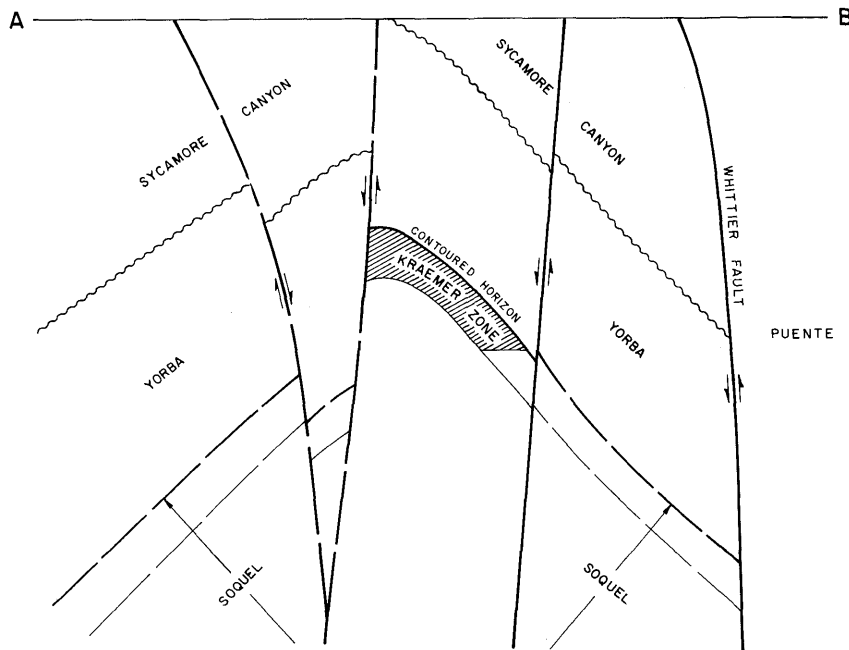 A
B
SYCAMORE CANYON
SYCAMORE CANYON
WHITTIER FAULT
CONTOURED HORIZON
KRAEMER ZONE
YORBA
YORBA
PUENTE
SOQUEL
SOQUEL